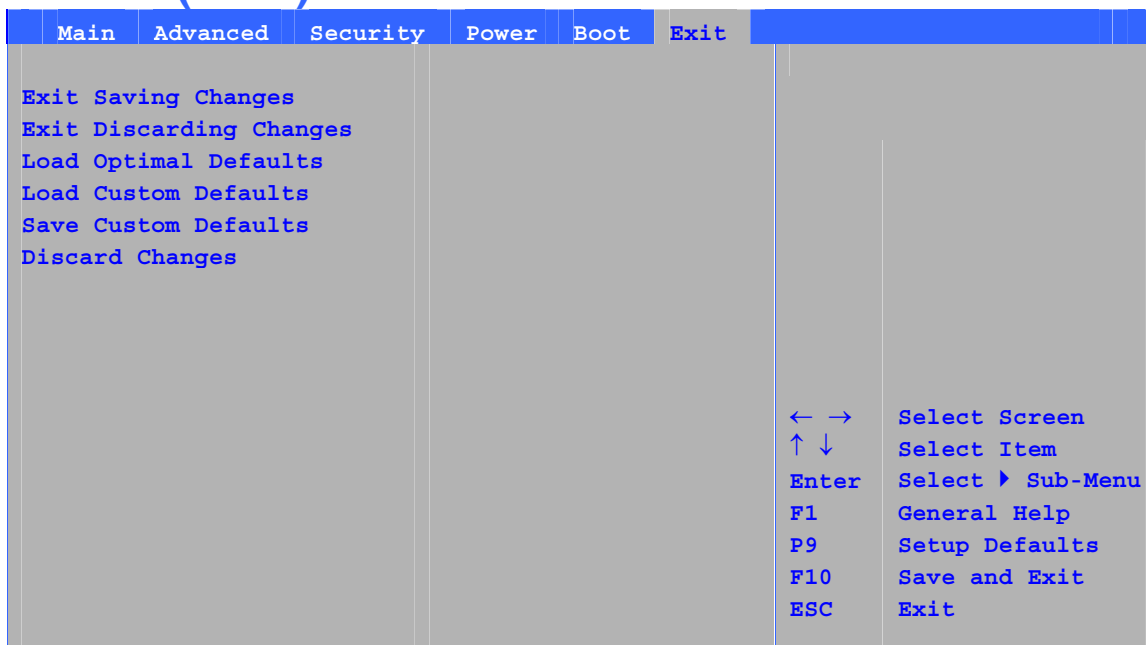 Main Advanced Security Power Boot Exit
Exit Saving Changes
Exit Discarding Changes
Load Optimal Defaults
Load Custom Defaults
Save Custom Defaults
Discard Changes
← → Select Screen
↑ ↓ Select Item
Enter Select ▶ Sub-Menu
F1 General Help
P9 Setup Defaults
F10 Save and Exit
ESC Exit